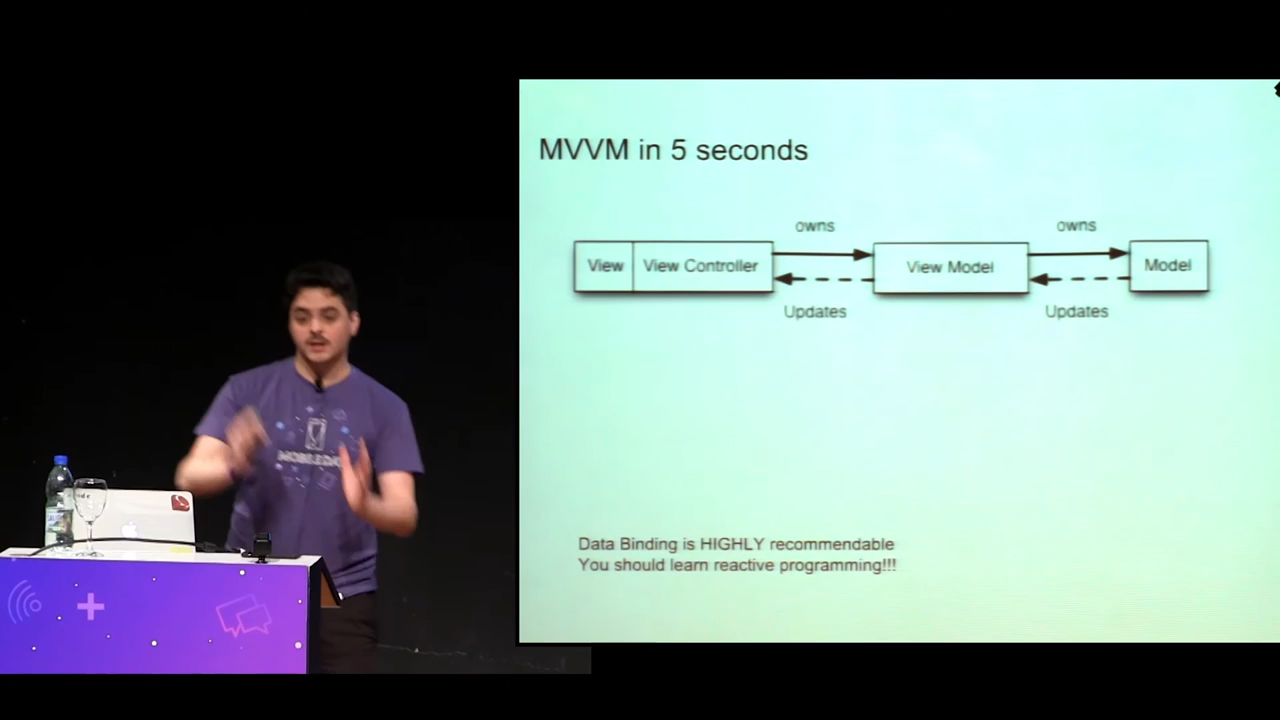 MVVM in 5 seconds
owns
owns
View
View Controller
View Model
Model
Updates
Updates
Data Binding is HIGHLY recommendable
You should learn reactive programming!!!